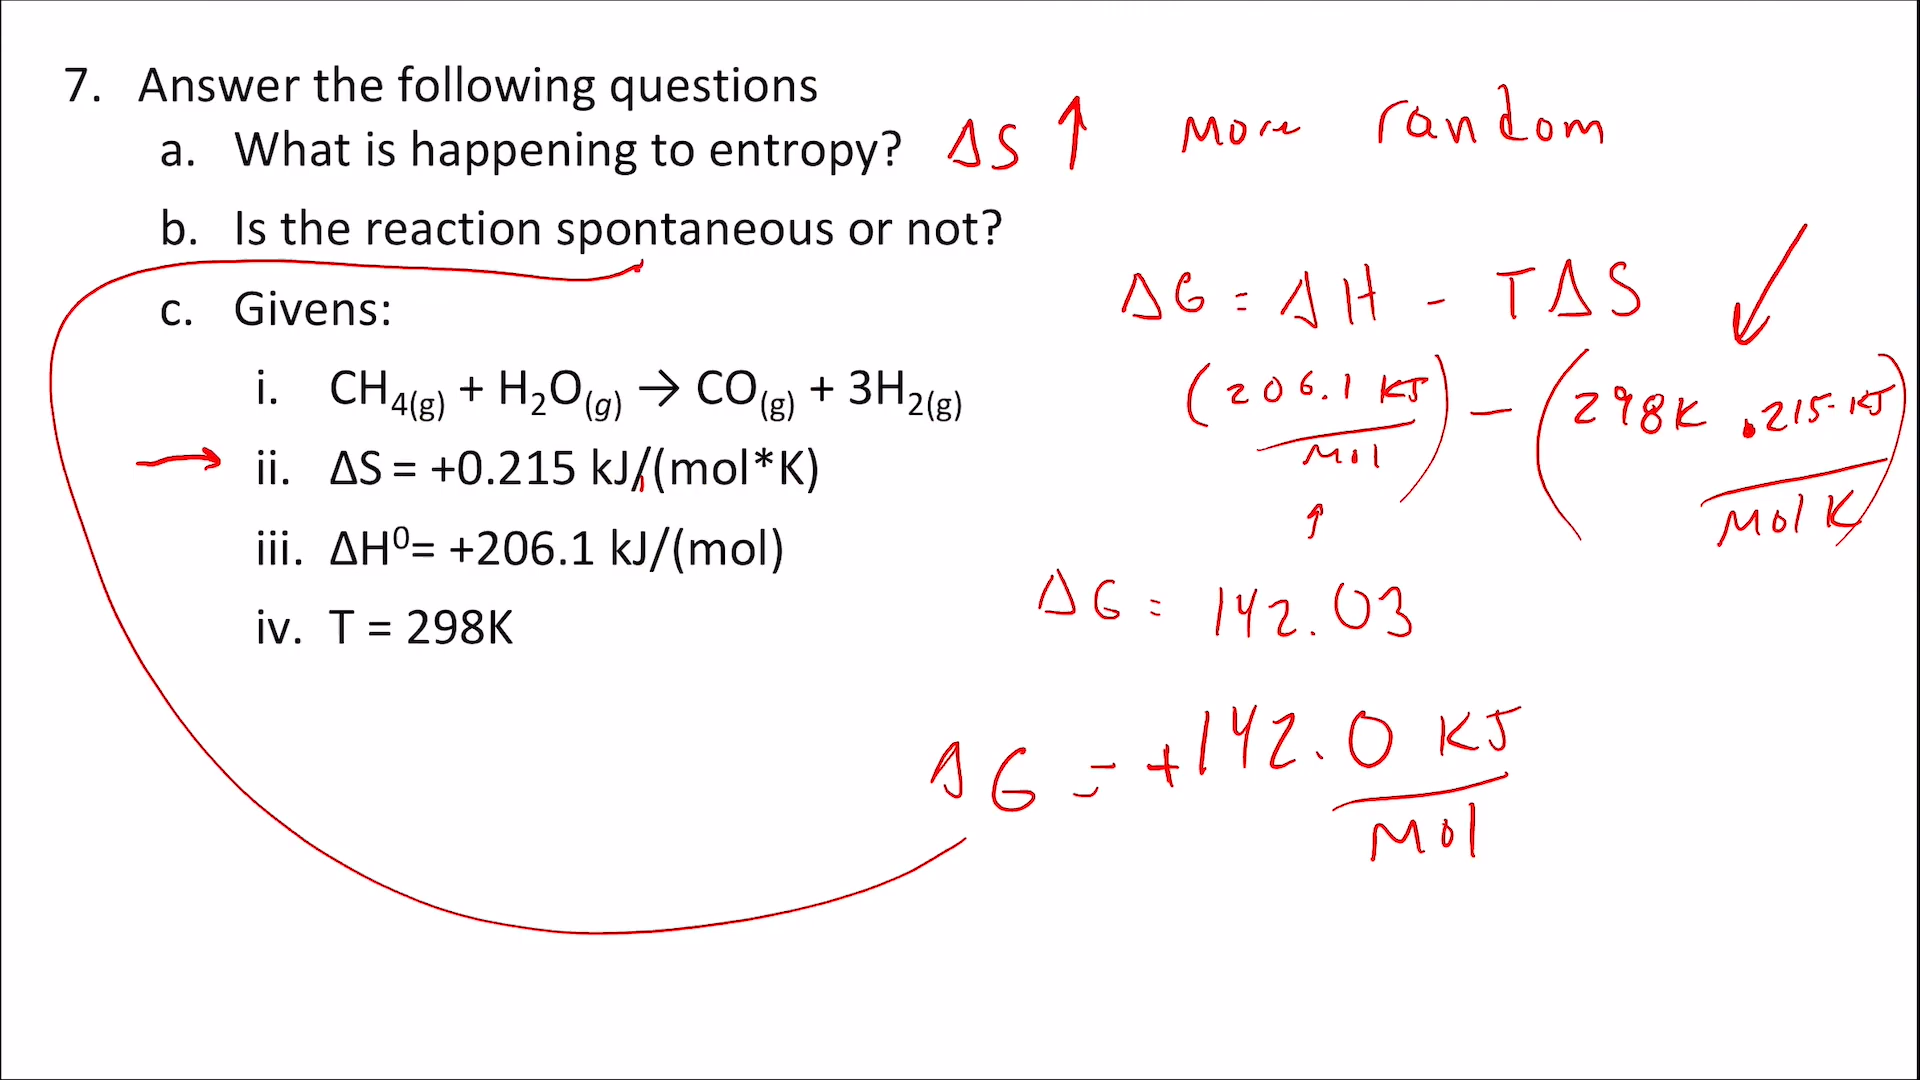 7. Answer the following questions
a. What is happening to entropy? ΔS ↑ more random
b. Is the reaction spontaneous or not?
ΔG = ΔH - TΔS
c. Givens:
(206.1 KJ/Mol) - (298K .215 KJ/Mol K)
i. CH₄(g) + H₂O(g) → CO(g) + 3H₂(g)
ii. ΔS = +0.215 kJ/(mol*K)
iii. ΔH⁰= +206.1 kJ/(mol)
ΔG = 142.03
iv. T = 298K
ΔG = +142.0 KJ/Mol